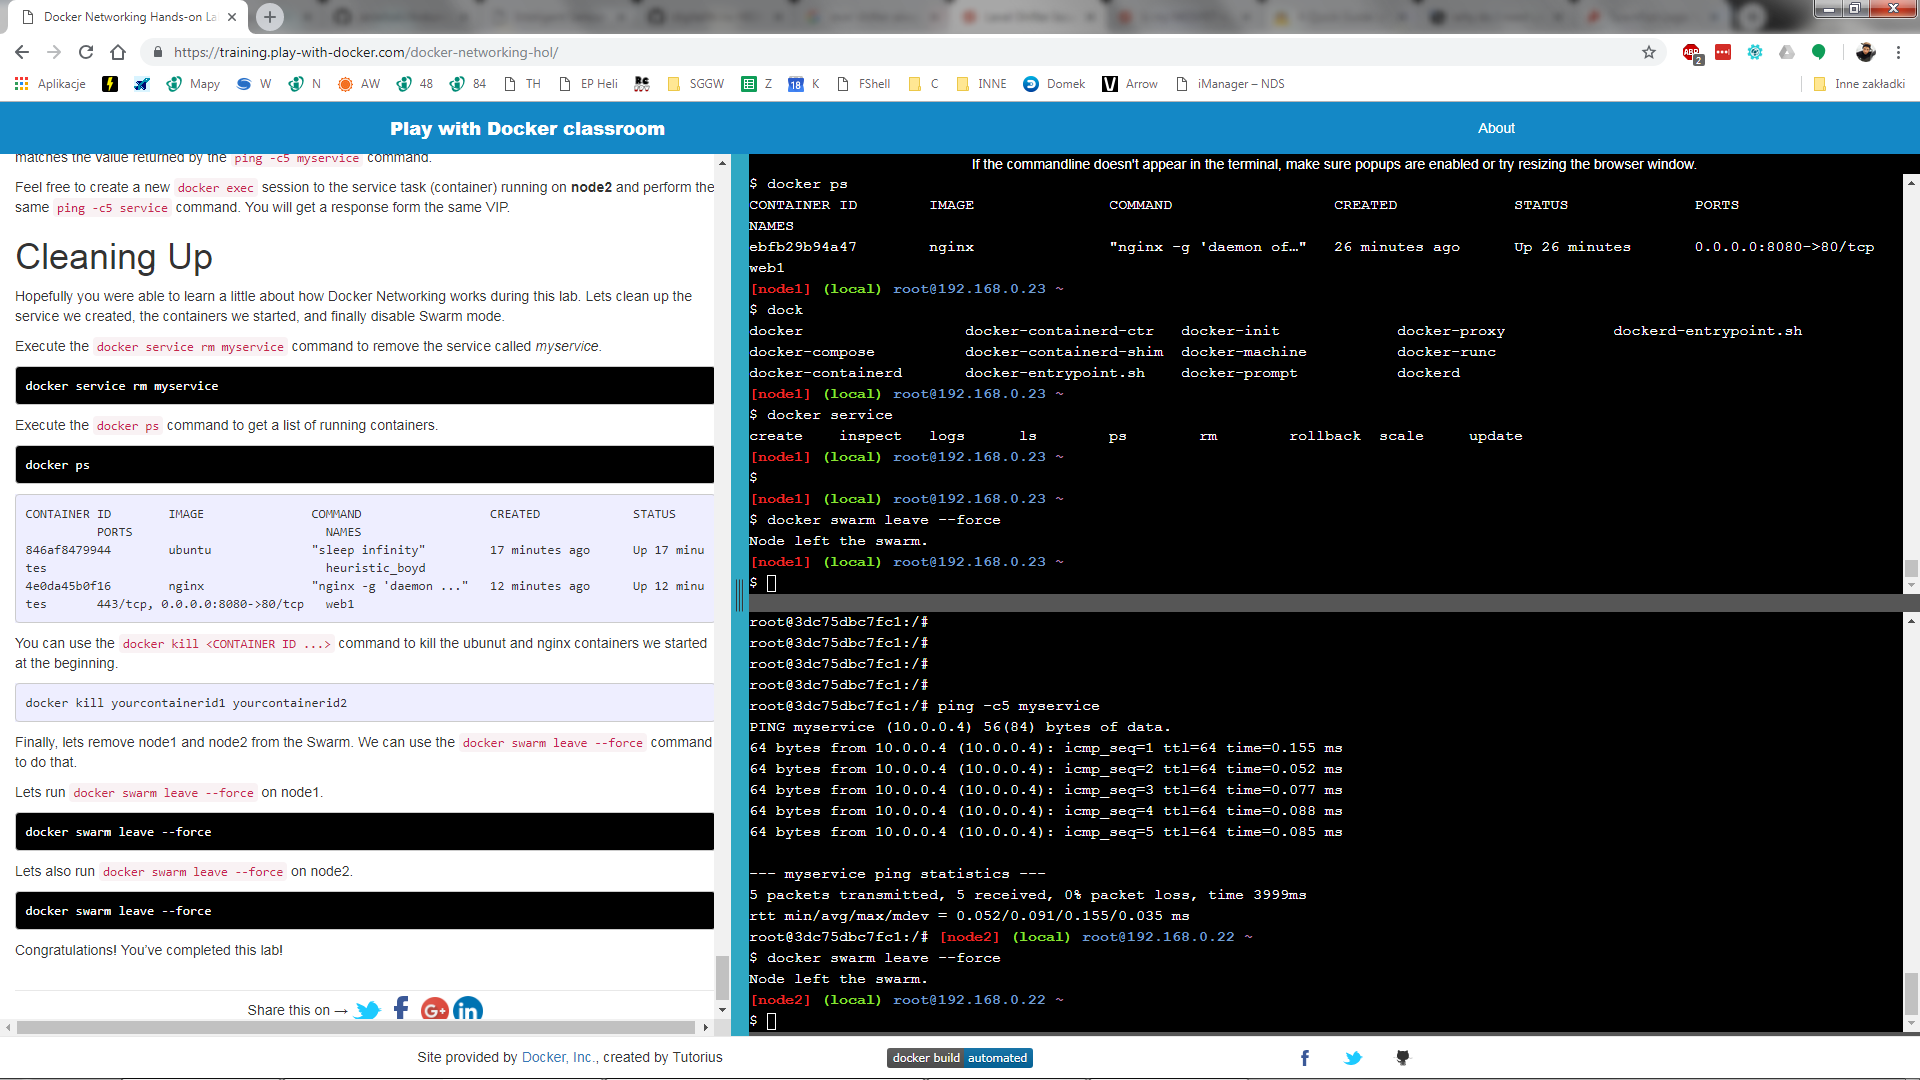 Docker Networking Hands-on La
https://training.play-with-docker.com/docker-networking-hol/
ABP 2
Aplikacje Mapy W N AW 48 84 TH EP Heli RC SGGW Z 18 K FShell C INNE Domek V Arrow iManager – NDS Inne zakładki
Play with Docker classroom
About
matches the value returned by the ping -c5 myservice command.
Feel free to create a new docker exec session to the service task (container) running on node2 and perform the
same ping -c5 service command. You will get a response form the same VIP.
Cleaning Up
Hopefully you were able to learn a little about how Docker Networking works during this lab. Lets clean up the
service we created, the containers we started, and finally disable Swarm mode.
Execute the docker service rm myservice command to remove the service called myservice.
docker service rm myservice
Execute the docker ps command to get a list of running containers.
docker ps
CONTAINER ID IMAGE COMMAND CREATED STATUS
PORTS NAMES
846af8479944 ubuntu "sleep infinity" 17 minutes ago Up 17 minu
tes heuristic_boyd
4e0da45b0f16 nginx "nginx -g 'daemon ..." 12 minutes ago Up 12 minu
tes 443/tcp, 0.0.0.0:8080->80/tcp web1
You can use the docker kill <CONTAINER ID ...> command to kill the ubunut and nginx containers we started
at the beginning.
docker kill yourcontainerid1 yourcontainerid2
Finally, lets remove node1 and node2 from the Swarm. We can use the docker swarm leave --force command
to do that.
Lets run docker swarm leave --force on node1.
docker swarm leave --force
Lets also run docker swarm leave --force on node2.
docker swarm leave --force
Congratulations! You've completed this lab!
Share this on →
If the commandline doesn't appear in the terminal, make sure popups are enabled or try resizing the browser window.
$ docker ps
CONTAINER ID IMAGE COMMAND CREATED STATUS PORTS
NAMES
ebfb29b94a47 nginx "nginx -g 'daemon of…" 26 minutes ago Up 26 minutes 0.0.0.0:8080->80/tcp
web1
[node1] (local) root@192.168.0.23 ~
$ dock
docker docker-containerd-ctr docker-init docker-proxy dockerd-entrypoint.sh
docker-compose docker-containerd-shim docker-machine docker-runc
docker-containerd docker-entrypoint.sh docker-prompt dockerd
[node1] (local) root@192.168.0.23 ~
$ docker service
create inspect logs ls ps rm rollback scale update
[node1] (local) root@192.168.0.23 ~
$
[node1] (local) root@192.168.0.23 ~
$ docker swarm leave --force
Node left the swarm.
[node1] (local) root@192.168.0.23 ~
$
root@3dc75dbc7fc1:/#
root@3dc75dbc7fc1:/#
root@3dc75dbc7fc1:/#
root@3dc75dbc7fc1:/#
root@3dc75dbc7fc1:/# ping -c5 myservice
PING myservice (10.0.0.4) 56(84) bytes of data.
64 bytes from 10.0.0.4 (10.0.0.4): icmp_seq=1 ttl=64 time=0.155 ms
64 bytes from 10.0.0.4 (10.0.0.4): icmp_seq=2 ttl=64 time=0.052 ms
64 bytes from 10.0.0.4 (10.0.0.4): icmp_seq=3 ttl=64 time=0.077 ms
64 bytes from 10.0.0.4 (10.0.0.4): icmp_seq=4 ttl=64 time=0.088 ms
64 bytes from 10.0.0.4 (10.0.0.4): icmp_seq=5 ttl=64 time=0.085 ms
--- myservice ping statistics ---
5 packets transmitted, 5 received, 0% packet loss, time 3999ms
rtt min/avg/max/mdev = 0.052/0.091/0.155/0.035 ms
root@3dc75dbc7fc1:/# [node2] (local) root@192.168.0.22 ~
$ docker swarm leave --force
Node left the swarm.
[node2] (local) root@192.168.0.22 ~
$
Site provided by Docker, Inc., created by Tutorius
docker build automated